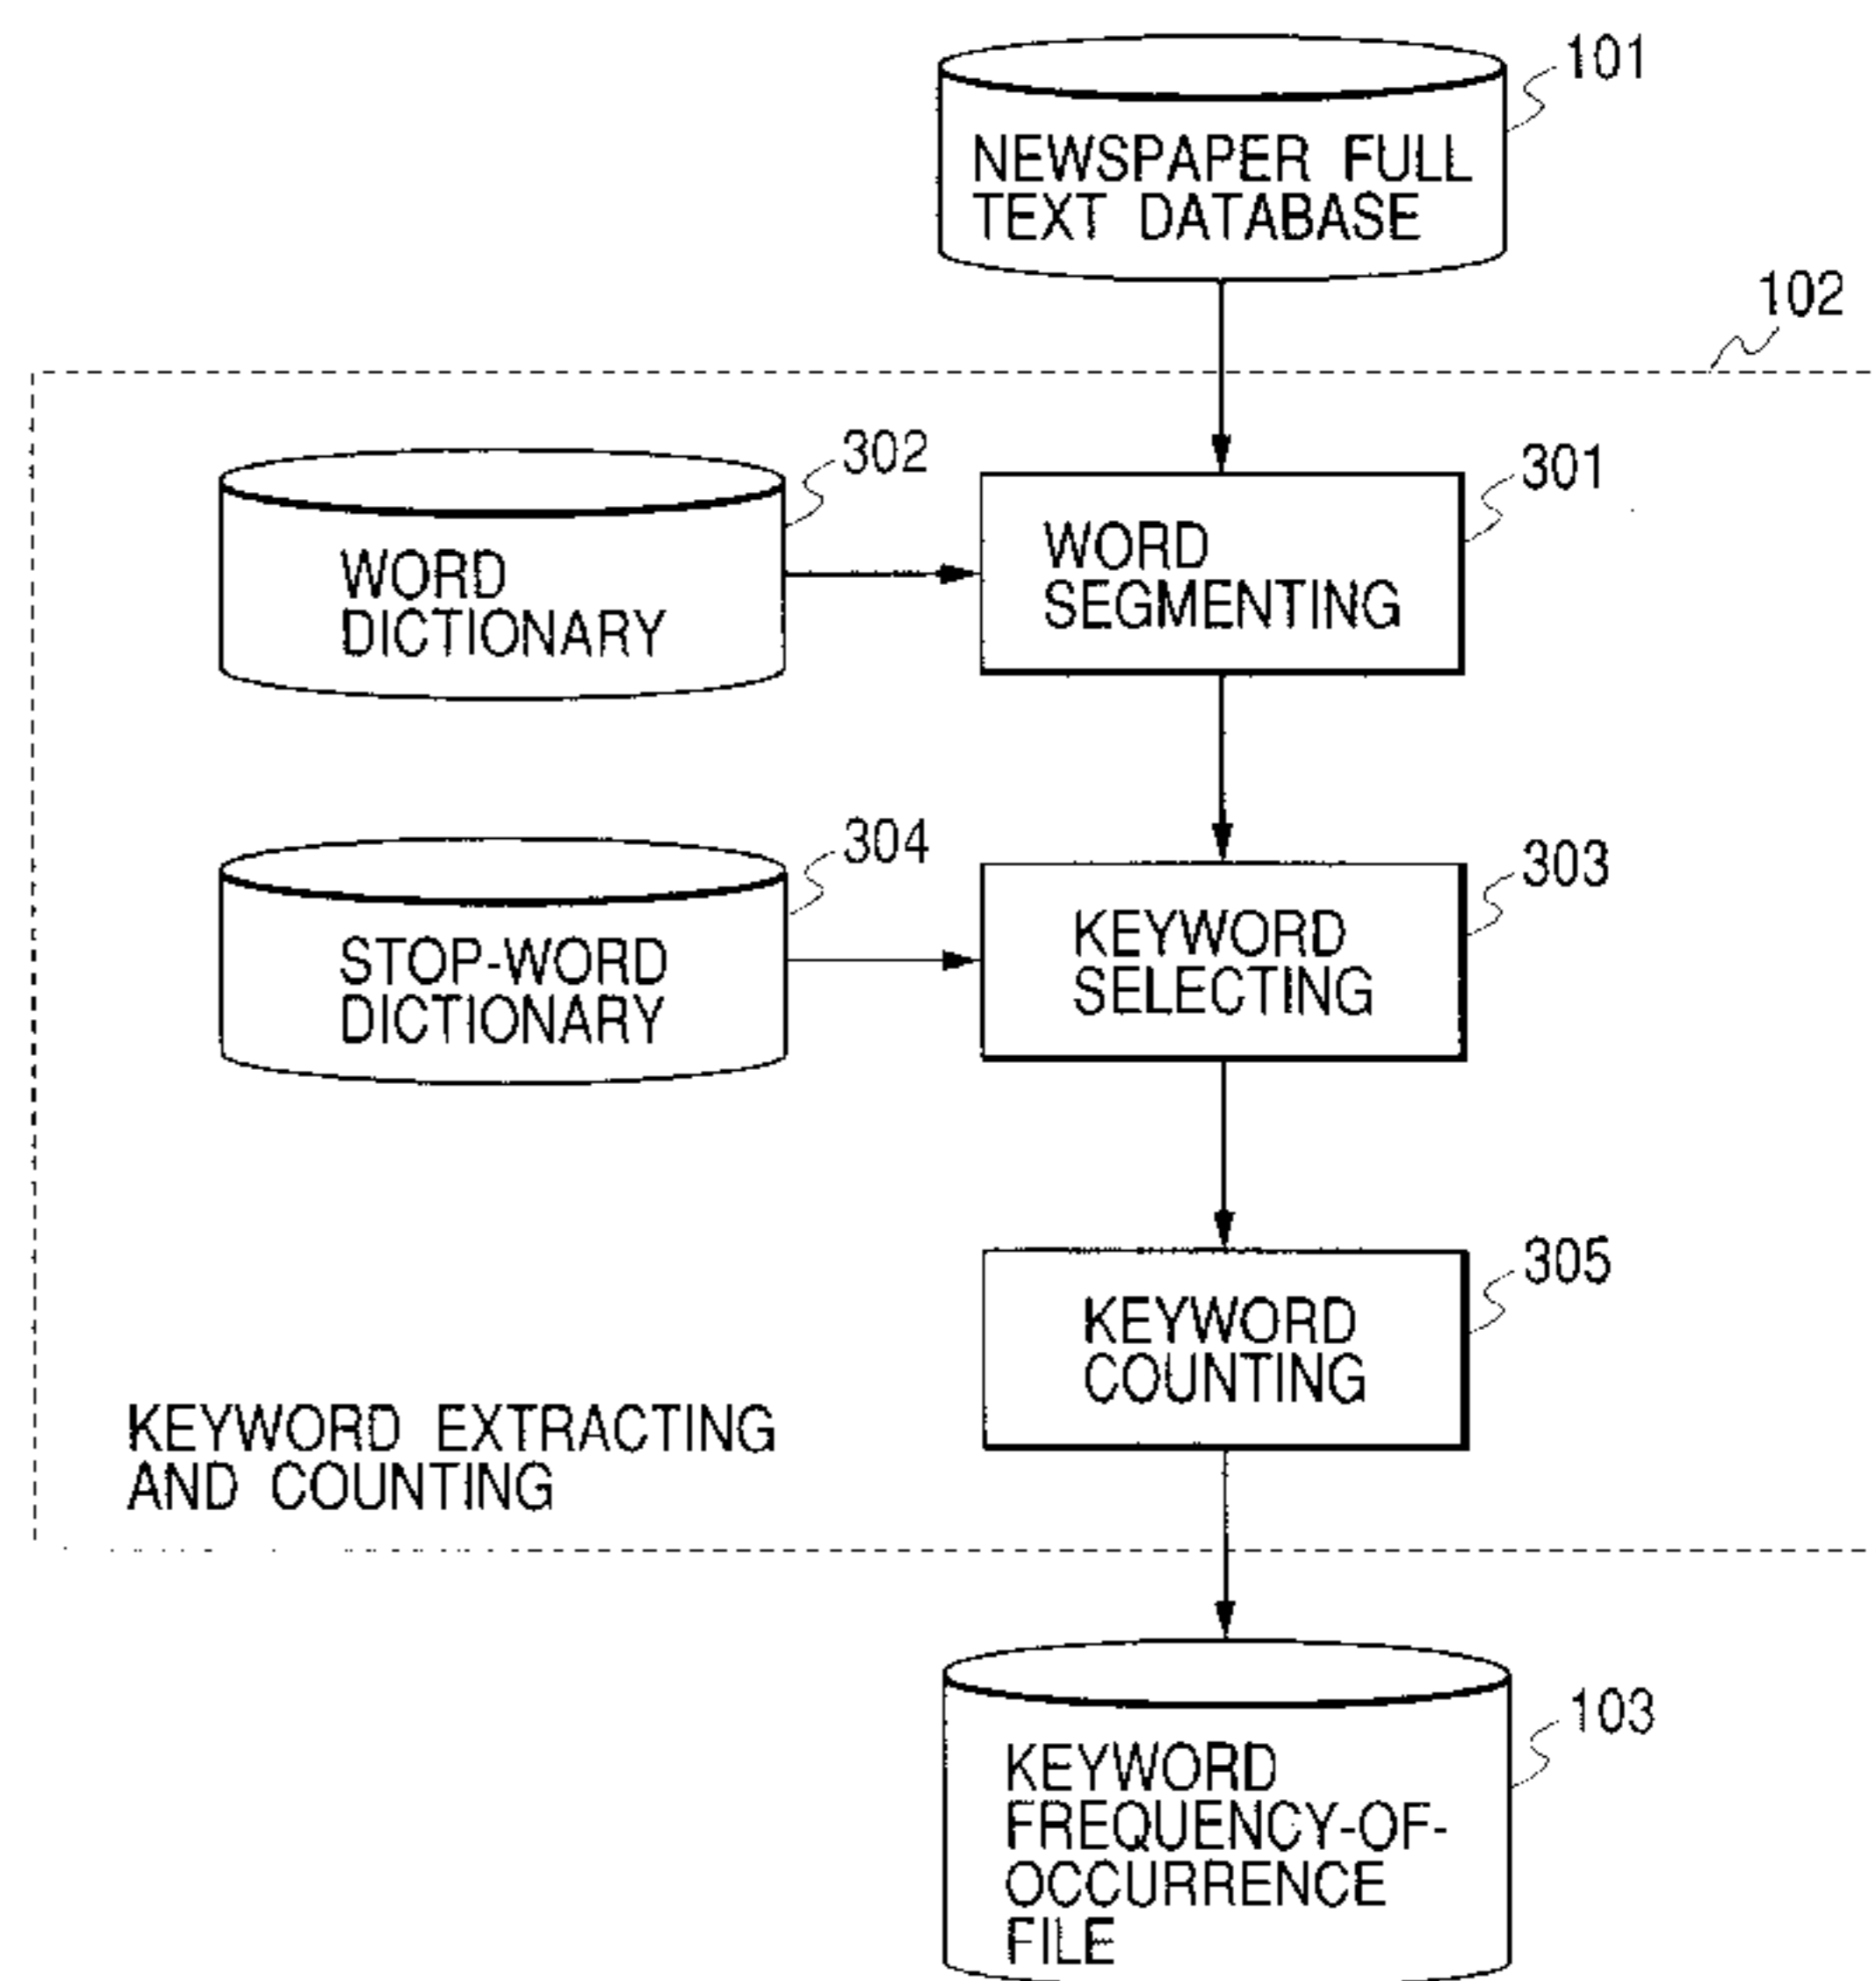 101
NEWSPAPER FULL
TEXT DATABASE
102
302
301
WORD
DICTIONARY
WORD
SEGMENTING
304
303
STOP-WORD
DICTIONARY
KEYWORD
SELECTING
305
KEYWORD
COUNTING
KEYWORD EXTRACTING
AND COUNTING
103
KEYWORD
FREQUENCY-OF-
OCCURRENCE
FILE